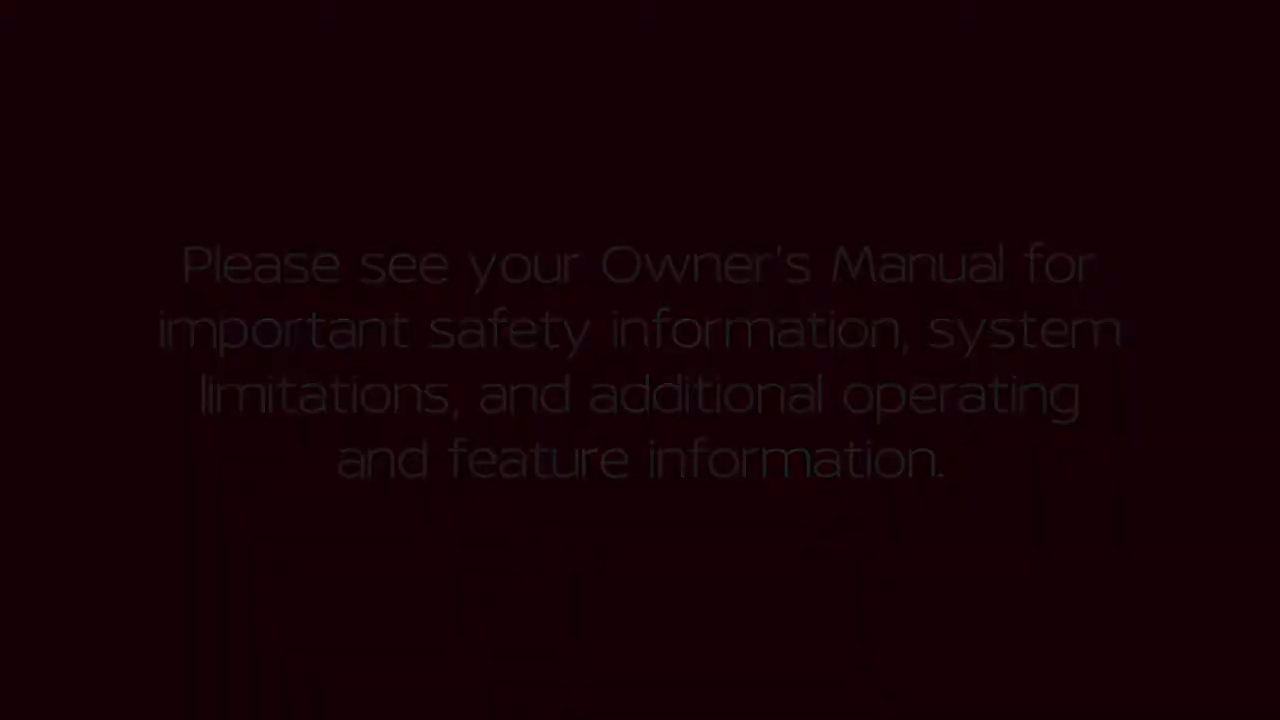 Please see your Owner's Manual for
important safety information, system
limitations, and additional operating
and feature information.